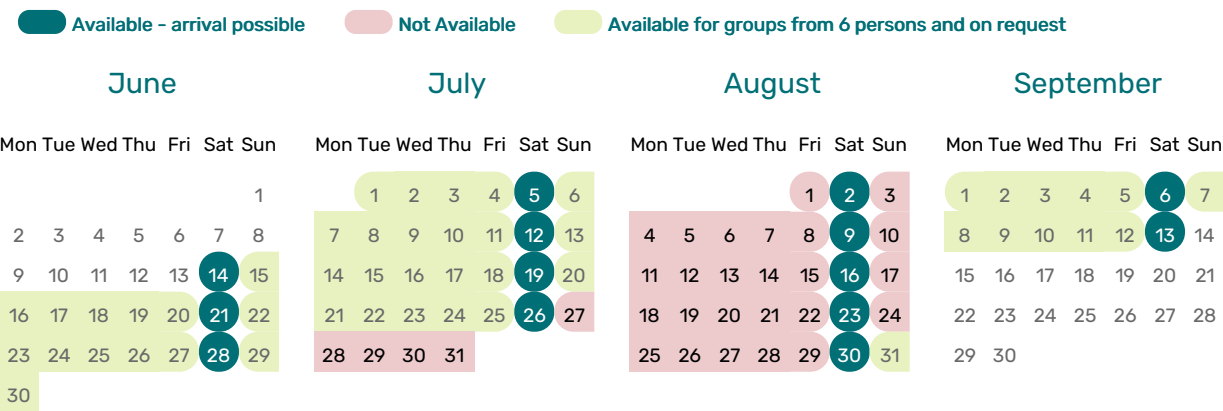 Available - arrival possible Not Available Available for groups from 6 persons and on request
June July August September
Mon Tue Wed Thu Fri Sat Sun Mon Tue Wed Thu Fri Sat Sun Mon Tue Wed Thu Fri Sat Sun Mon Tue Wed Thu Fri Sat Sun
1 1 2 3 4 5 6 1 2 3 1 2 3 4 5 6 7
2 3 4 5 6 7 8 7 8 9 10 11 12 13 4 5 6 7 8 9 10 8 9 10 11 12 13 14
9 10 11 12 13 14 15 14 15 16 17 18 19 20 11 12 13 14 15 16 17 15 16 17 18 19 20 21
16 17 18 19 20 21 22 21 22 23 24 25 26 27 18 19 20 21 22 23 24 22 23 24 25 26 27 28
23 24 25 26 27 28 29 28 29 30 31 25 26 27 28 29 30 31 29 30
30